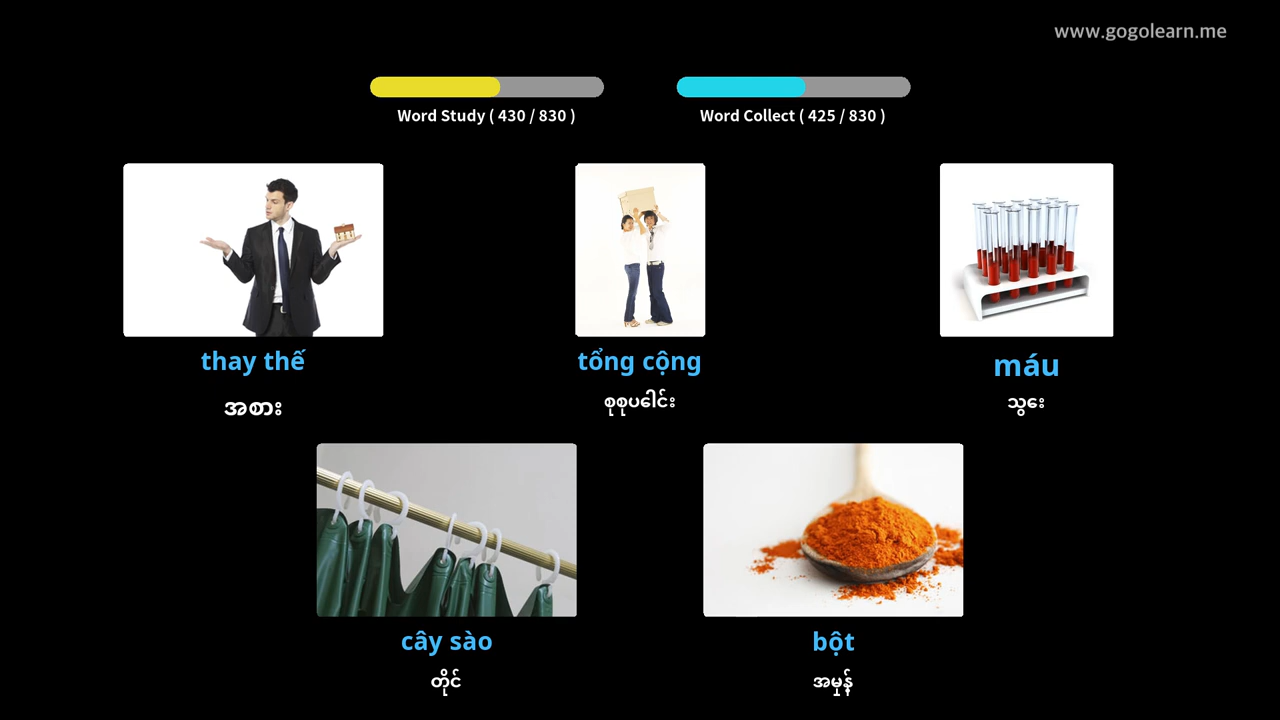 www.gogolearn.me
Word Study ( 430 / 830 )
Word Collect ( 425 / 830 )
thay thế
အစား
tổng cộng
စုစုပေါင်း
máu
သွေး
cây sào
တိုင်
bột
အမှုန့်